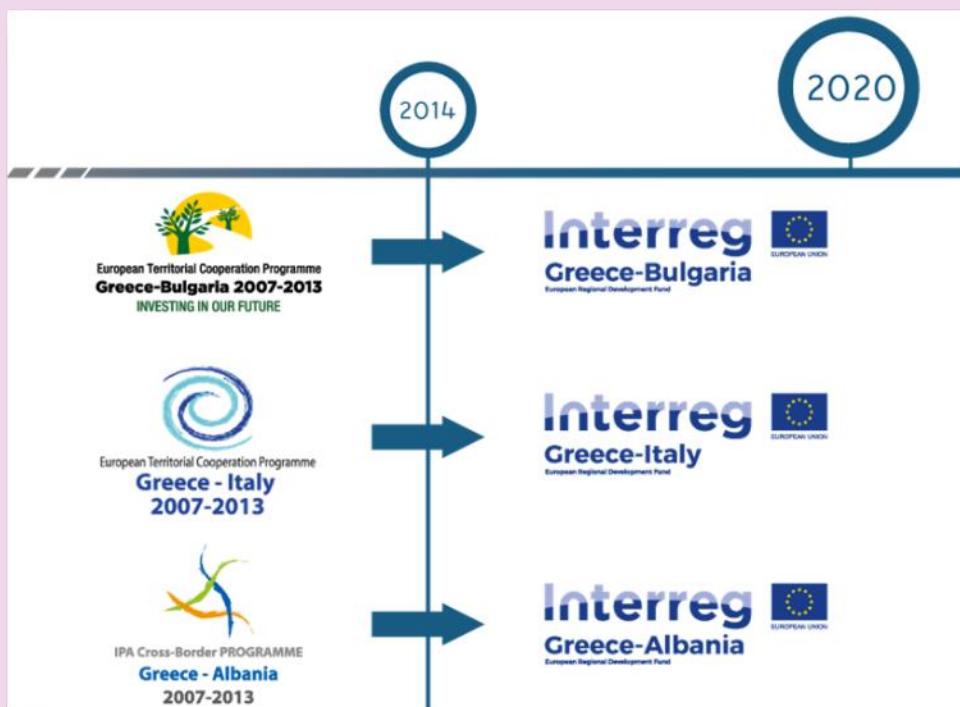 2014
2020
European Territorial Cooperation Programme
Greece-Bulgaria 2007-2013
INVESTING IN OUR FUTURE
Interreg
EUROPEAN UNION
Greece-Bulgaria
European Regional Development Fund
European Territorial Cooperation Programme
Greece - Italy
2007-2013
Interreg
EUROPEAN UNION
Greece-Italy
European Regional Development Fund
IPA Cross-Border PROGRAMME
Greece - Albania
2007-2013
Interreg
EUROPEAN UNION
Greece-Albania
European Regional Development Fund